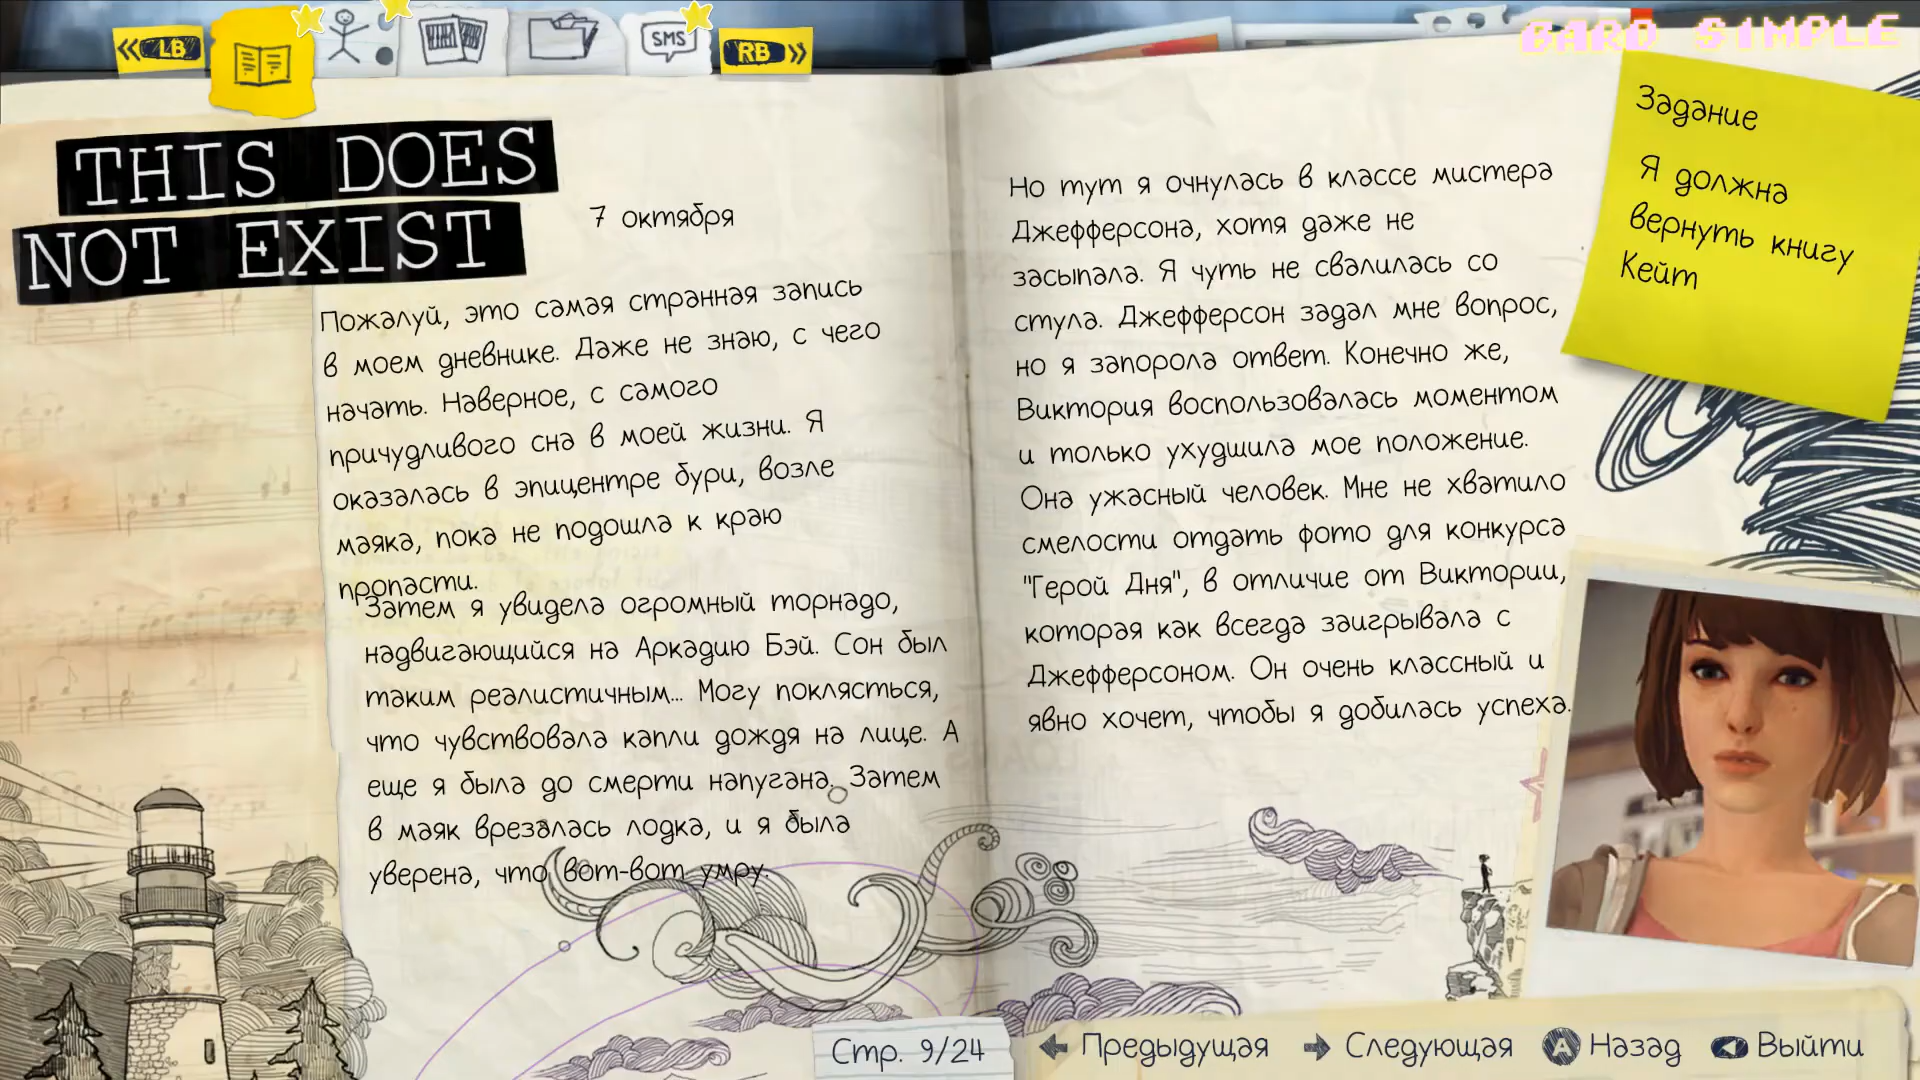 LB
SMS
RB
BARD SIMPLE
THIS DOES
NOT EXIST
7 октября
Пожалуй, это самая странная запись
в моем дневнике. Даже не знаю, с чего
начать. Наверное, с самого
причудливого сна в моей жизни. Я
оказалась в эпицентре бури, возле
маяка, пока не подошла к краю
пропасти.
Затем я увидела огромный торнадо,
надвигающийся на Аркадию Бэй. Сон был
таким реалистичным... Могу поклясться,
что чувствовала капли дождя на лице. А
еще я была до смерти напугана. Затем
в маяк врезалась лодка, и я была
уверена, что вот-вот умру.
Но тут я очнулась в классе мистера
Джефферсона, хотя даже не
засыпала. Я чуть не свалилась со
стула. Джефферсон задал мне вопрос,
но я запорола ответ. Конечно же,
Виктория воспользовалась моментом
и только ухудшила мое положение.
Она ужасный человек. Мне не хватило
смелости отдать фото для конкурса
"Герой Дня", в отличие от Виктории,
которая как всегда заигрывала с
Джефферсоном. Он очень классный и
явно хочет, чтобы я добилась успеха.
Задание
Я должна
вернуть книгу
Кейт
Стр. 9/24
Предыдущая
Следующая
A Назад
Выйти